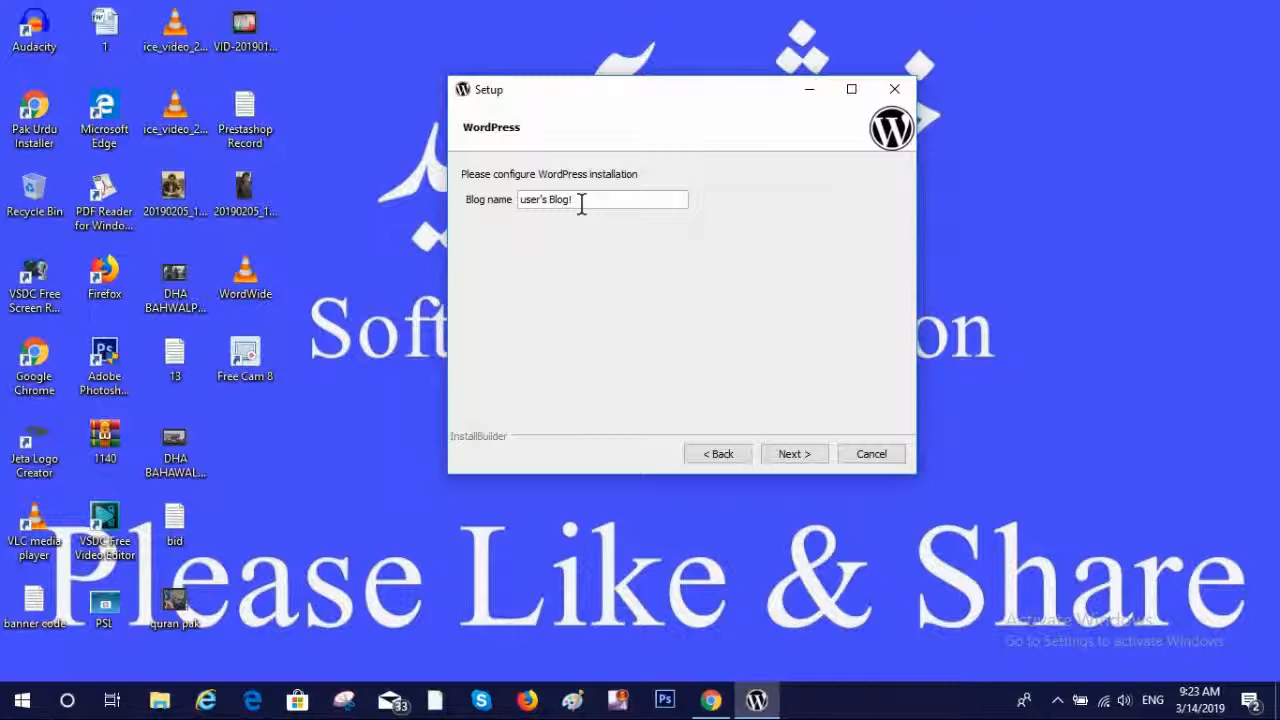 Audacity
1
ice_video_2...
VID-201901...
Pak Urdu
Installer
Microsoft
Edge
ice_video_2...
Prestashop
Record
Recycle Bin
PDF Reader
for Windo...
20190205_1...
20190205_1...
VSDC Free
Screen R...
Firefox
DHA
BAHWALP...
WordWide
Google
Chrome
Adobe
Photosh...
13
Free Cam 8
Jeta Logo
Creator
1140
DHA
BAHAWAL...
VLC media
player
VSDC Free
Video Editor
bid
banner code
PSL
quran pak
Setup
WordPress
Please configure WordPress installation
Blog name
user's Blog!
InstallBuilder
< Back
Next >
Cancel
Soft
on
Please Like & Share
Activate Windows
Go to Settings to activate Windows
33
Ps
ENG
9:23 AM
3/14/2019
2